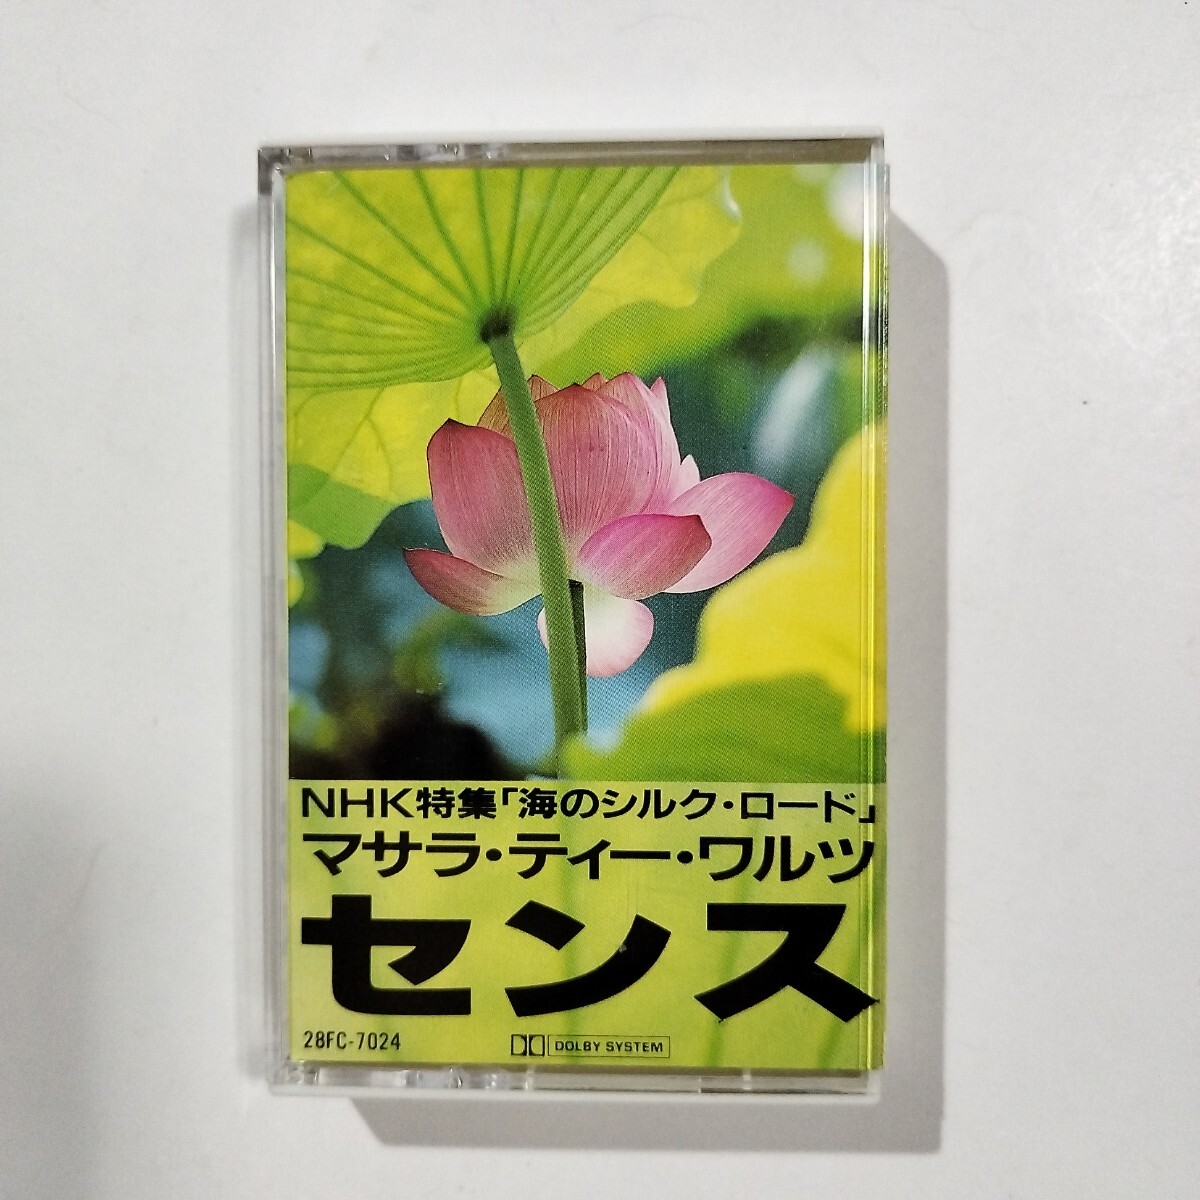 NHK特集「海のシルク・ロード」
マサラ・ティー・ワルツ
センス
28FC-7024
DOLBY SYSTEM